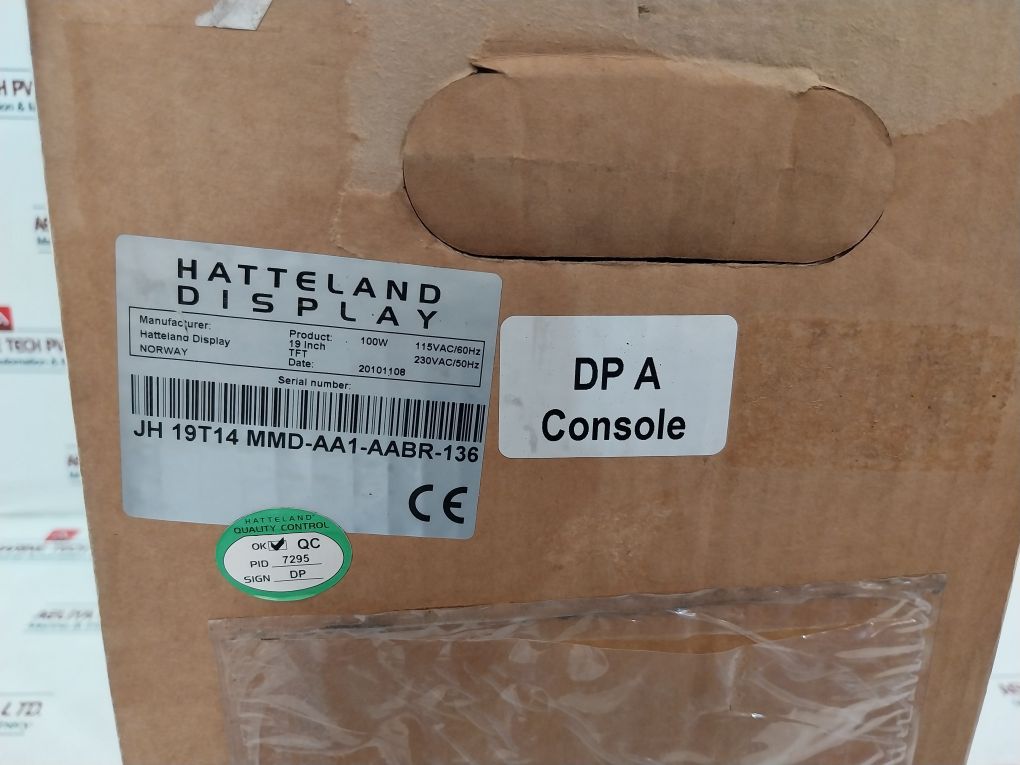 HATTELAND
DISPLAY
Manufacturer:
Hatteland Display
NORWAY
Product:
19 Inch
TFT
Date:
100W
20101108
115VAC/60Hz
230VAC/50Hz
Serial number:
JH 19T14 MMD-AA1-AABR-136
CE
DP A
Console
HATTELAND
QUALITY CONTROL
OK QC
PID 7295
SIGN DP